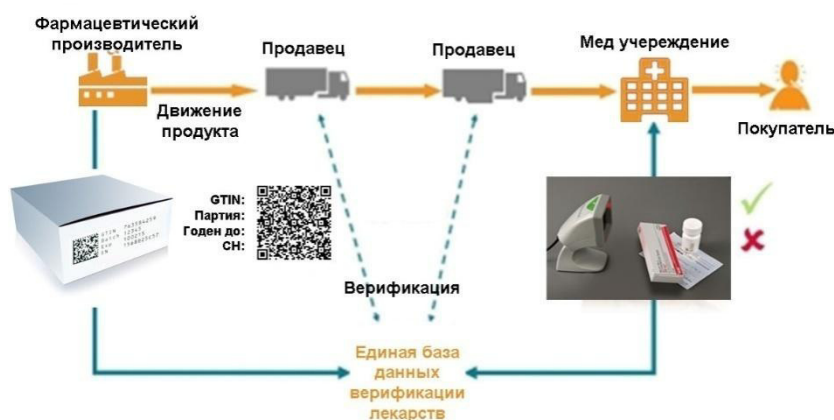 Фармацевтический
производитель
Продавец
Продавец
Мед учереждение
Движение
продукта
Покупатель
GTIN:
Партия:
Годен до:
СН:
Верификация
Единая база
данных
верификации
лекарств